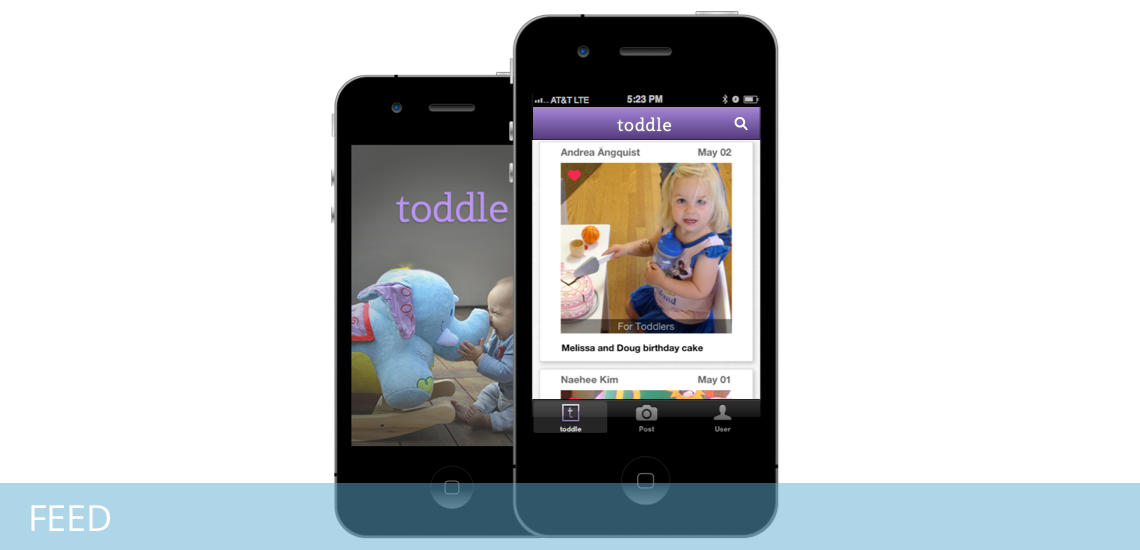 toddle
AT&T LTE 5:23 PM
toddle
Andrea Ängquist May 02
For Toddlers
Melissa and Doug birthday cake
Naehee Kim May 01
t
toddle Post User
FEED